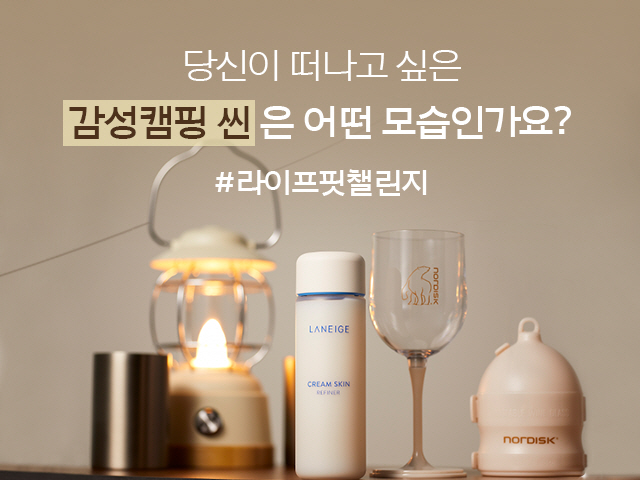 당신이 떠나고 싶은
감성캠핑 씬은 어떤 모습인가요?
#라이프핏챌린지
LANEIGE
CREAM SKIN
REFINER
NORDISK
NORDISK®